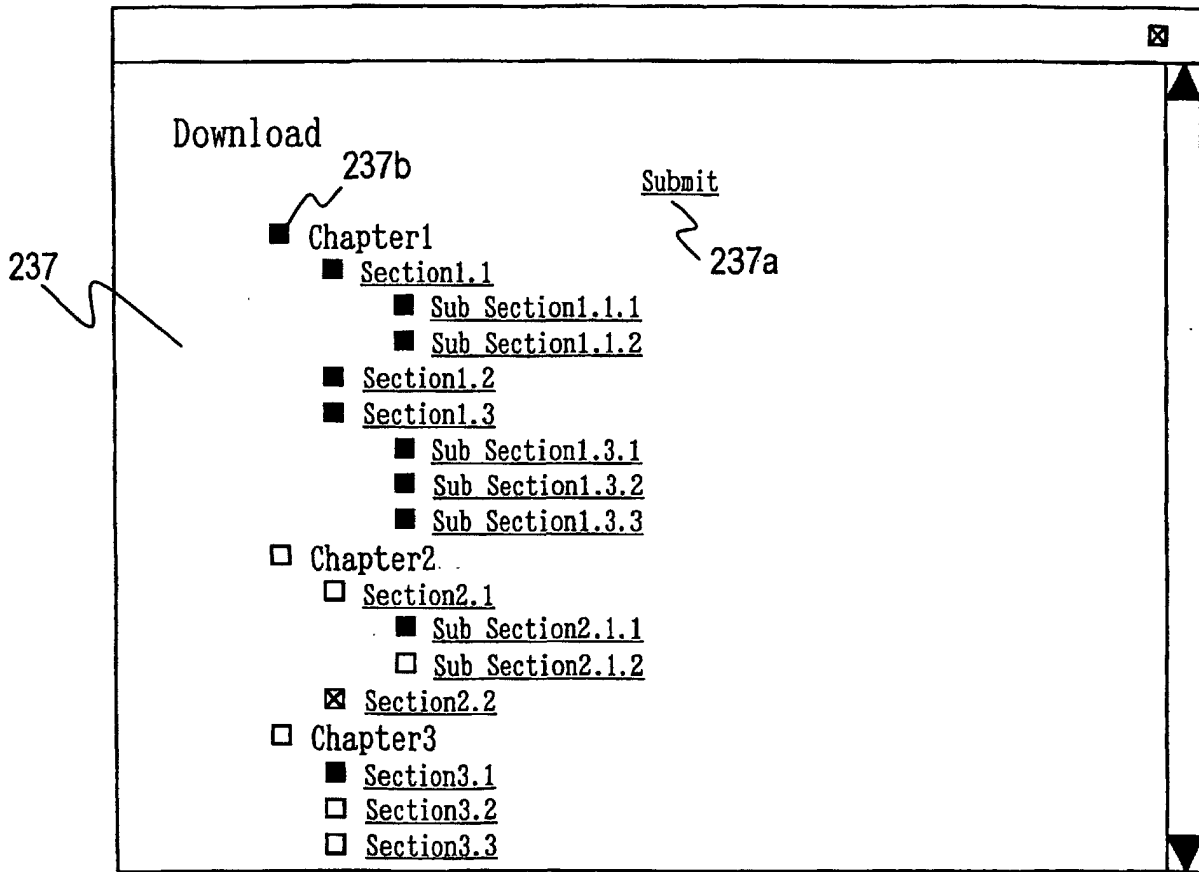 Download
237b
Submit
Chapter1
237a
237
Section1.1
Sub Section1.1.1
Sub Section1.1.2
Section1.2
Section1.3
Sub Section1.3.1
Sub Section1.3.2
Sub Section1.3.3
Chapter2
Section2.1
Sub Section2.1.1
Sub Section2.1.2
Section2.2
Chapter3
Section3.1
Section3.2
Section3.3